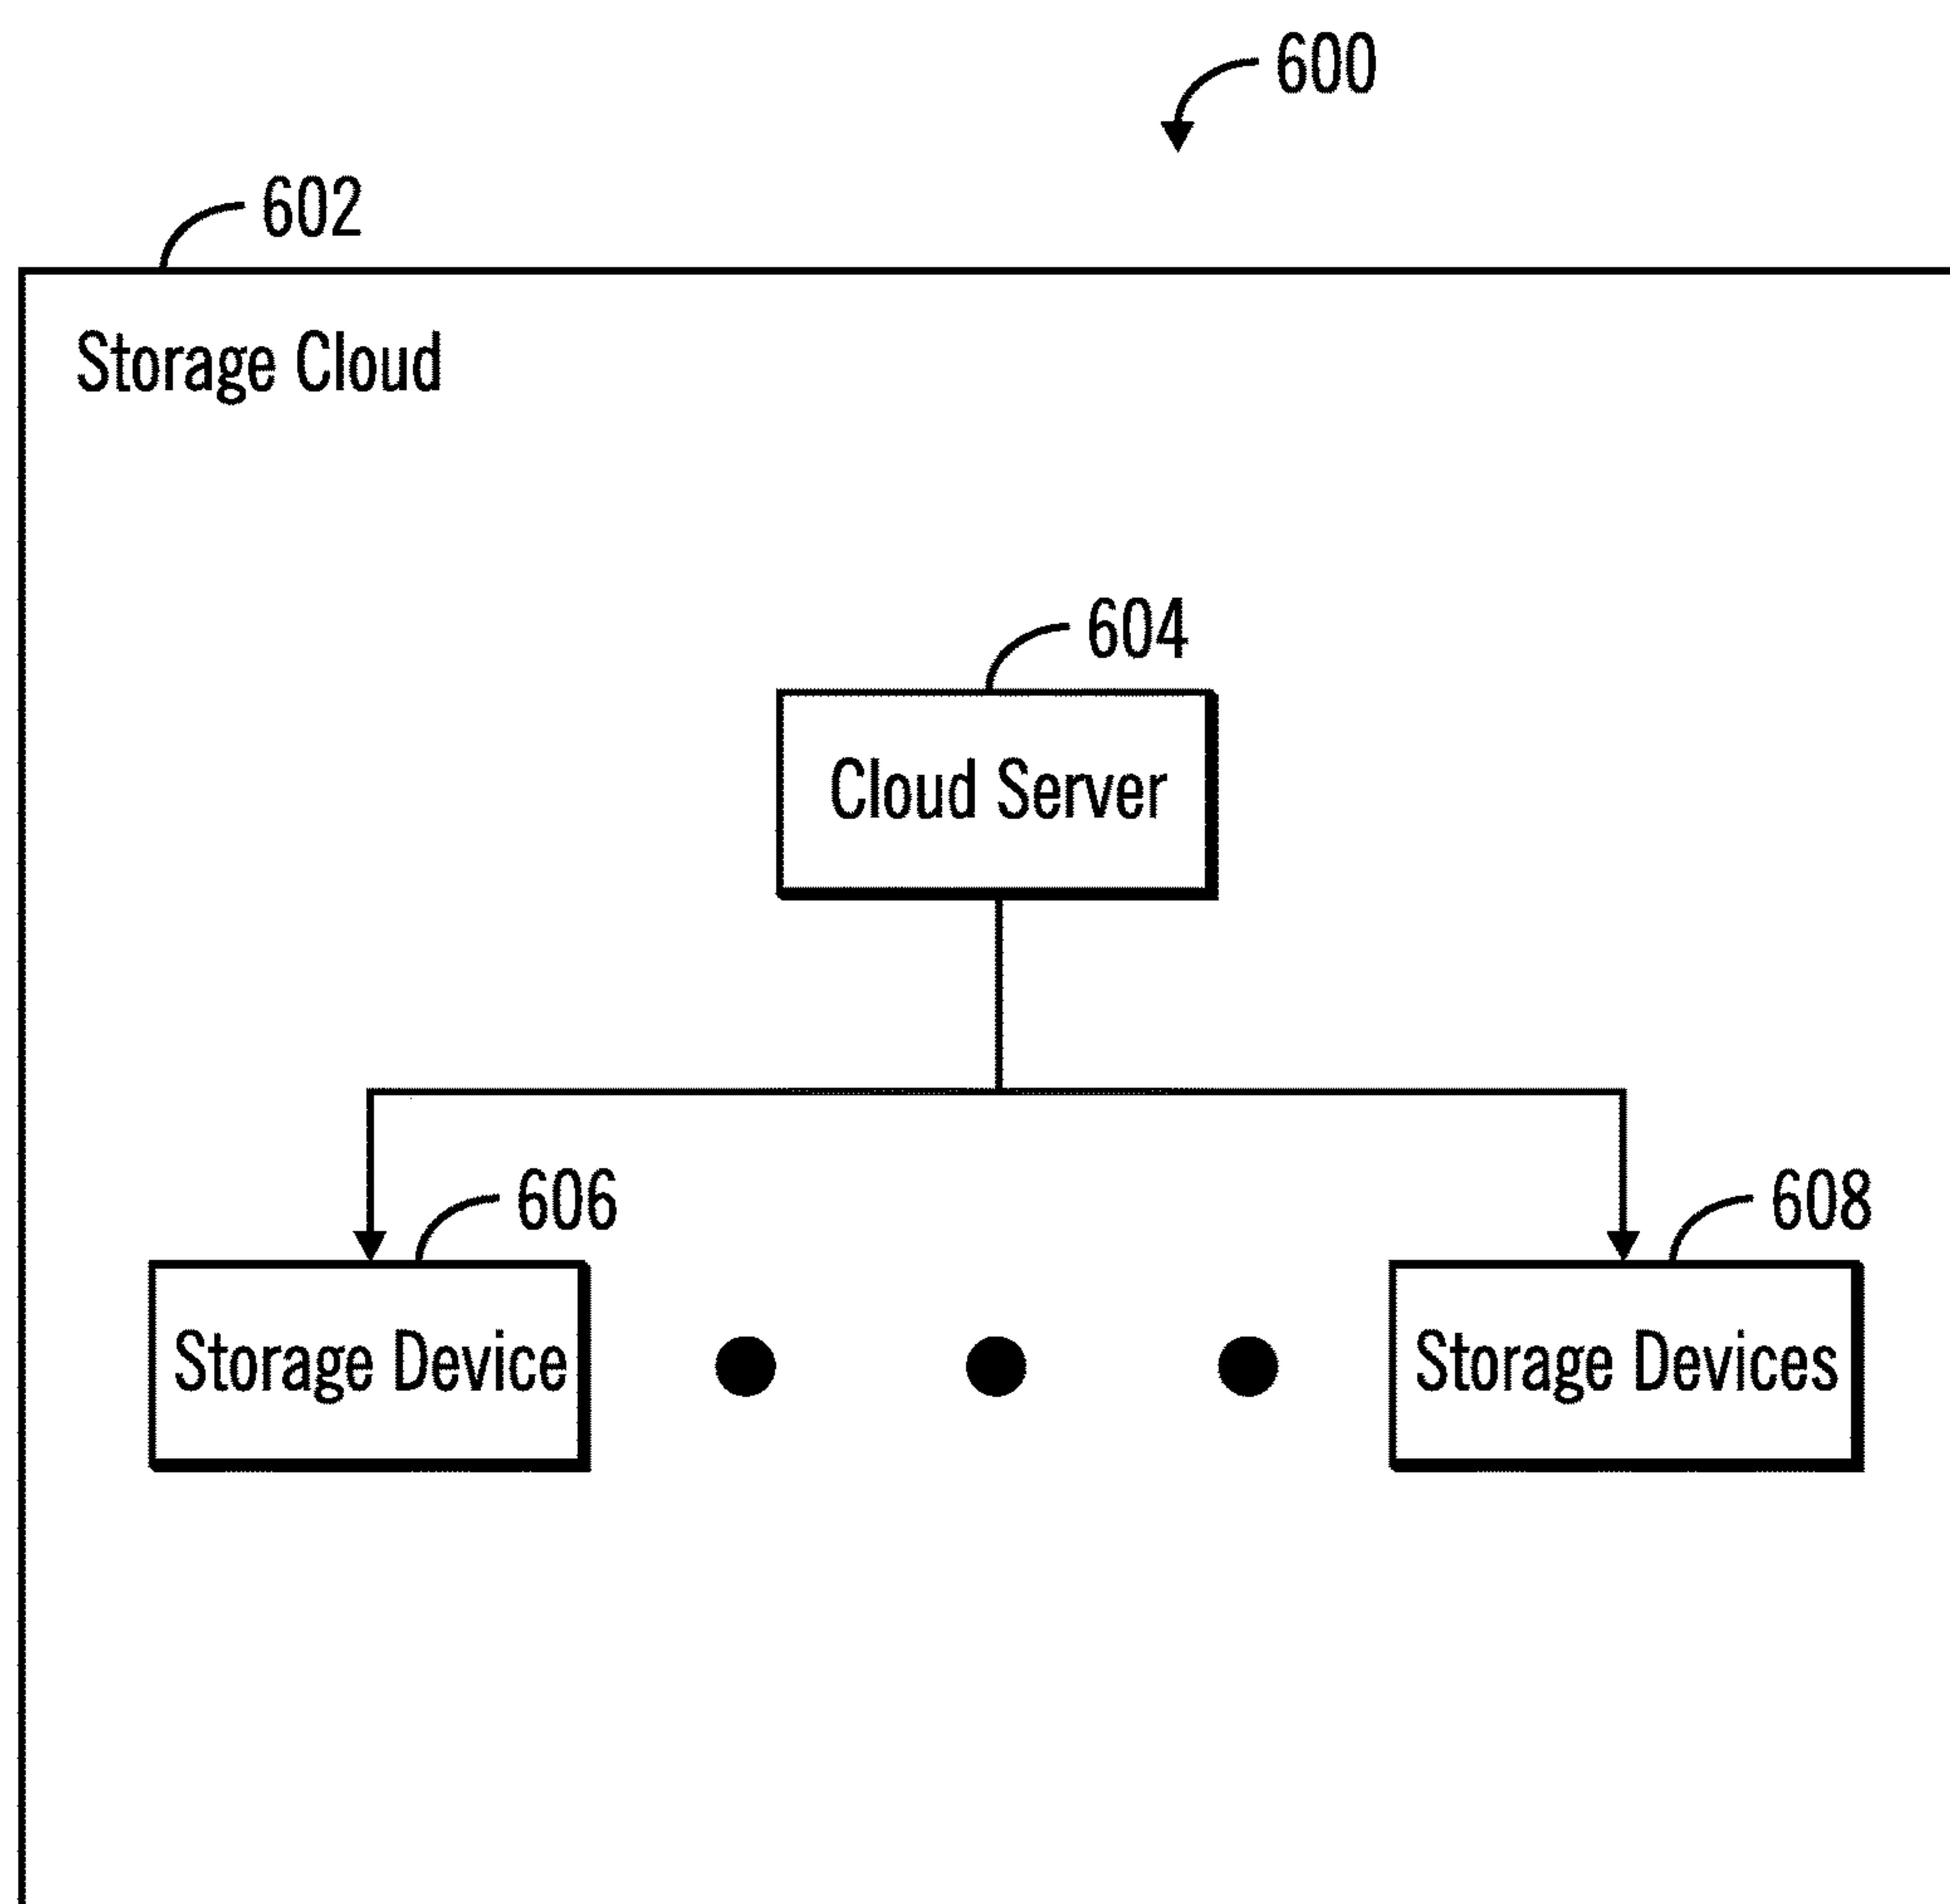 600
602
Storage Cloud
604
Cloud Server
606
608
Storage Device
Storage Devices